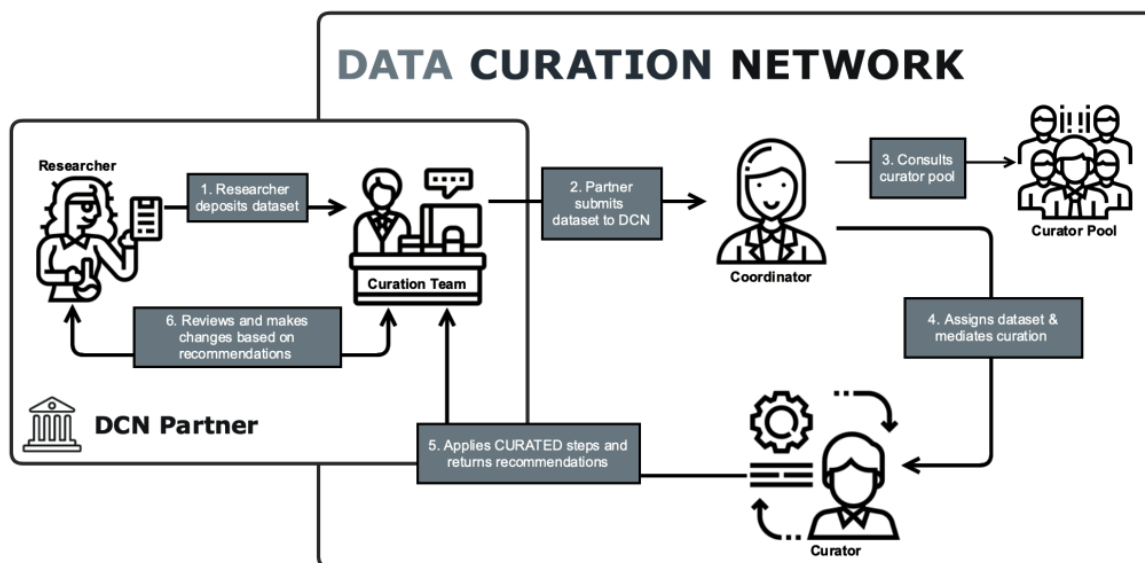 DATA CURATION NETWORK
Researcher
1. Researcher
deposits dataset
Curation Team
2. Partner
submits
dataset to DCN
Coordinator
3. Consults
curator pool
Curator Pool
4. Assigns dataset &
mediates curation
Curator
5. Applies CURATED steps and
returns recommendations
6. Reviews and makes
changes based on
recommendations
DCN Partner